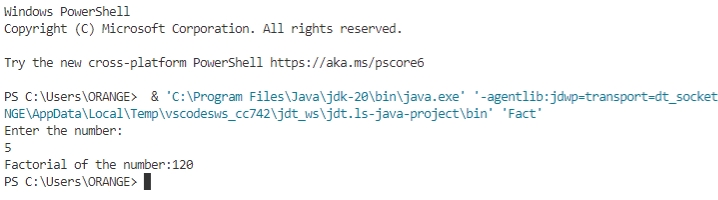 Windows PowerShell
Copyright (C) Microsoft Corporation. All rights reserved.
Try the new cross-platform PowerShell https://aka.ms/pscore6
PS C:\Users\ORANGE>  & 'C:\Program Files\Java\jdk-20\bin\java.exe' '-agentlib:jdwp=transport=dt_socket
NGE\AppData\Local\Temp\vscodesws_cc742\jdt_ws\jdt.ls-java-project\bin' 'Fact'
Enter the number:
5
Factorial of the number:120
PS C:\Users\ORANGE>